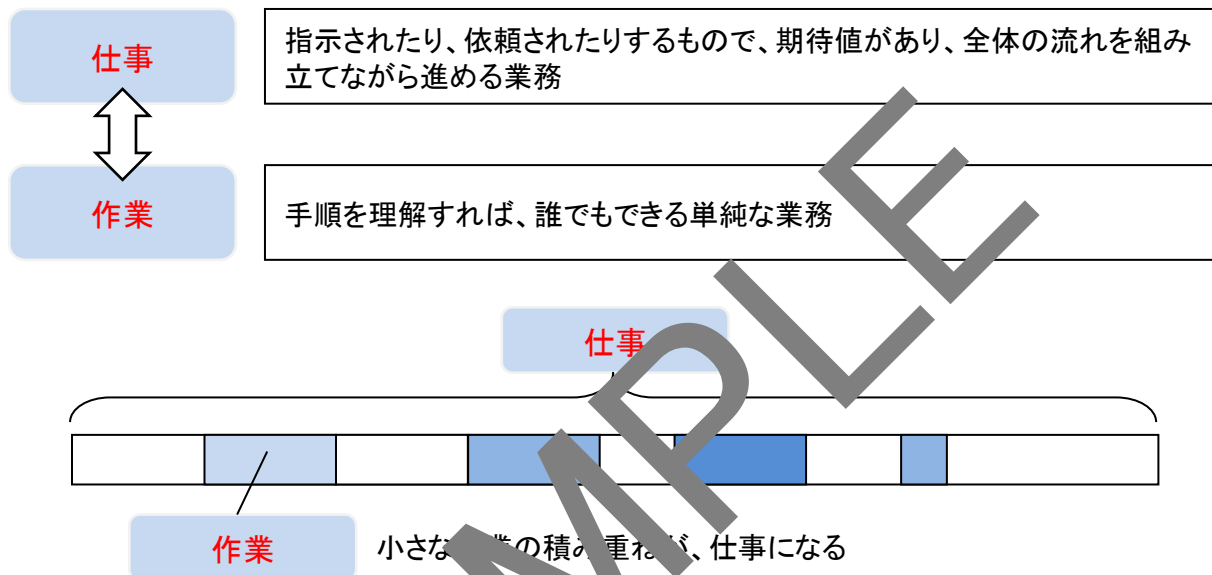 仕事
指示されたり、依頼されたりするもので、期待値があり、全体の流れを組み
立てながら進める業務
作業
手順を理解すれば、誰でもできる単純な業務
仕事
作業
小さな作業の積み重ねが、仕事になる
MPLE